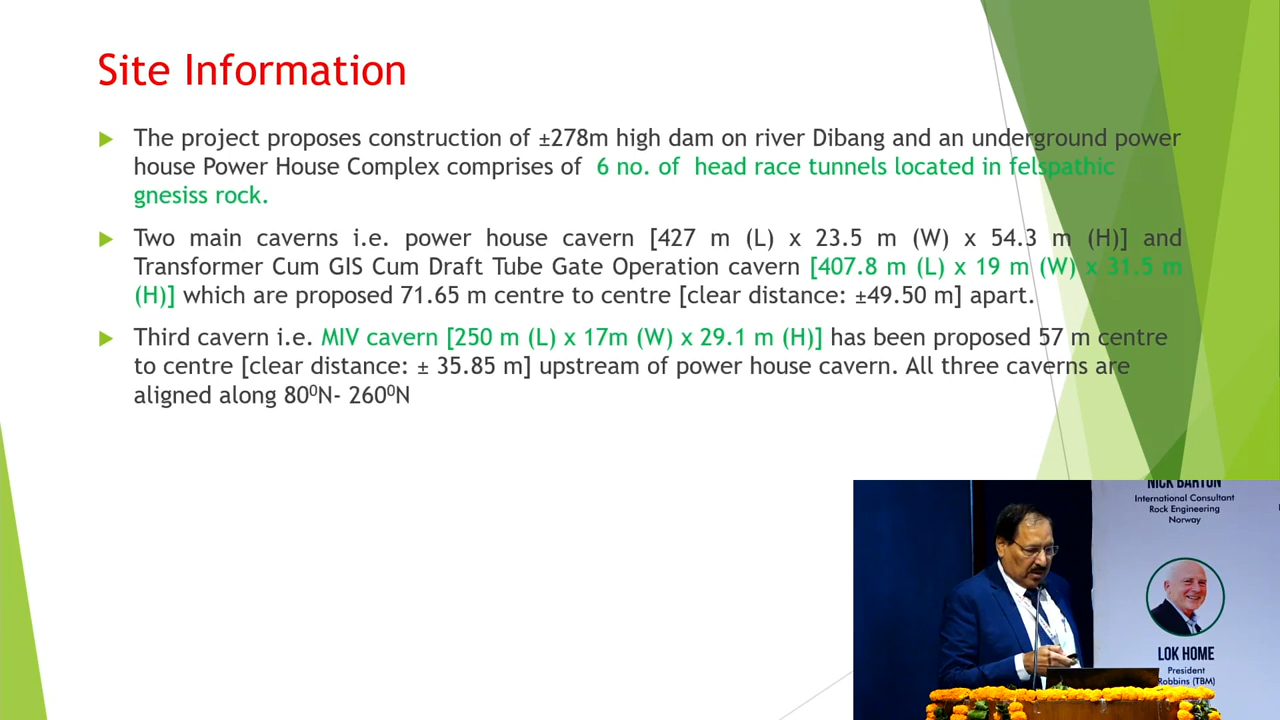 Site Information
The project proposes construction of ±278m high dam on river Dibang and an underground power
house Power House Complex comprises of 6 no. of head race tunnels located in felspathic
gnesiss rock.
Two main caverns i.e. power house cavern [427 m (L) x 23.5 m (W) x 54.3 m (H)] and
Transformer Cum GIS Cum Draft Tube Gate Operation cavern [407.8 m (L) x 19 m (W) x 31.5 m
(H)] which are proposed 71.65 m centre to centre [clear distance: ±49.50 m] apart.
Third cavern i.e. MIV cavern [250 m (L) x 17m (W) x 29.1 m (H)] has been proposed 57 m centre
to centre [clear distance: ± 35.85 m] upstream of power house cavern. All three caverns are
aligned along 80⁰N- 260⁰N
NICK BARTON
International Consultant
Rock Engineering
Norway
LOK HOME
President
Robbins (TBM)